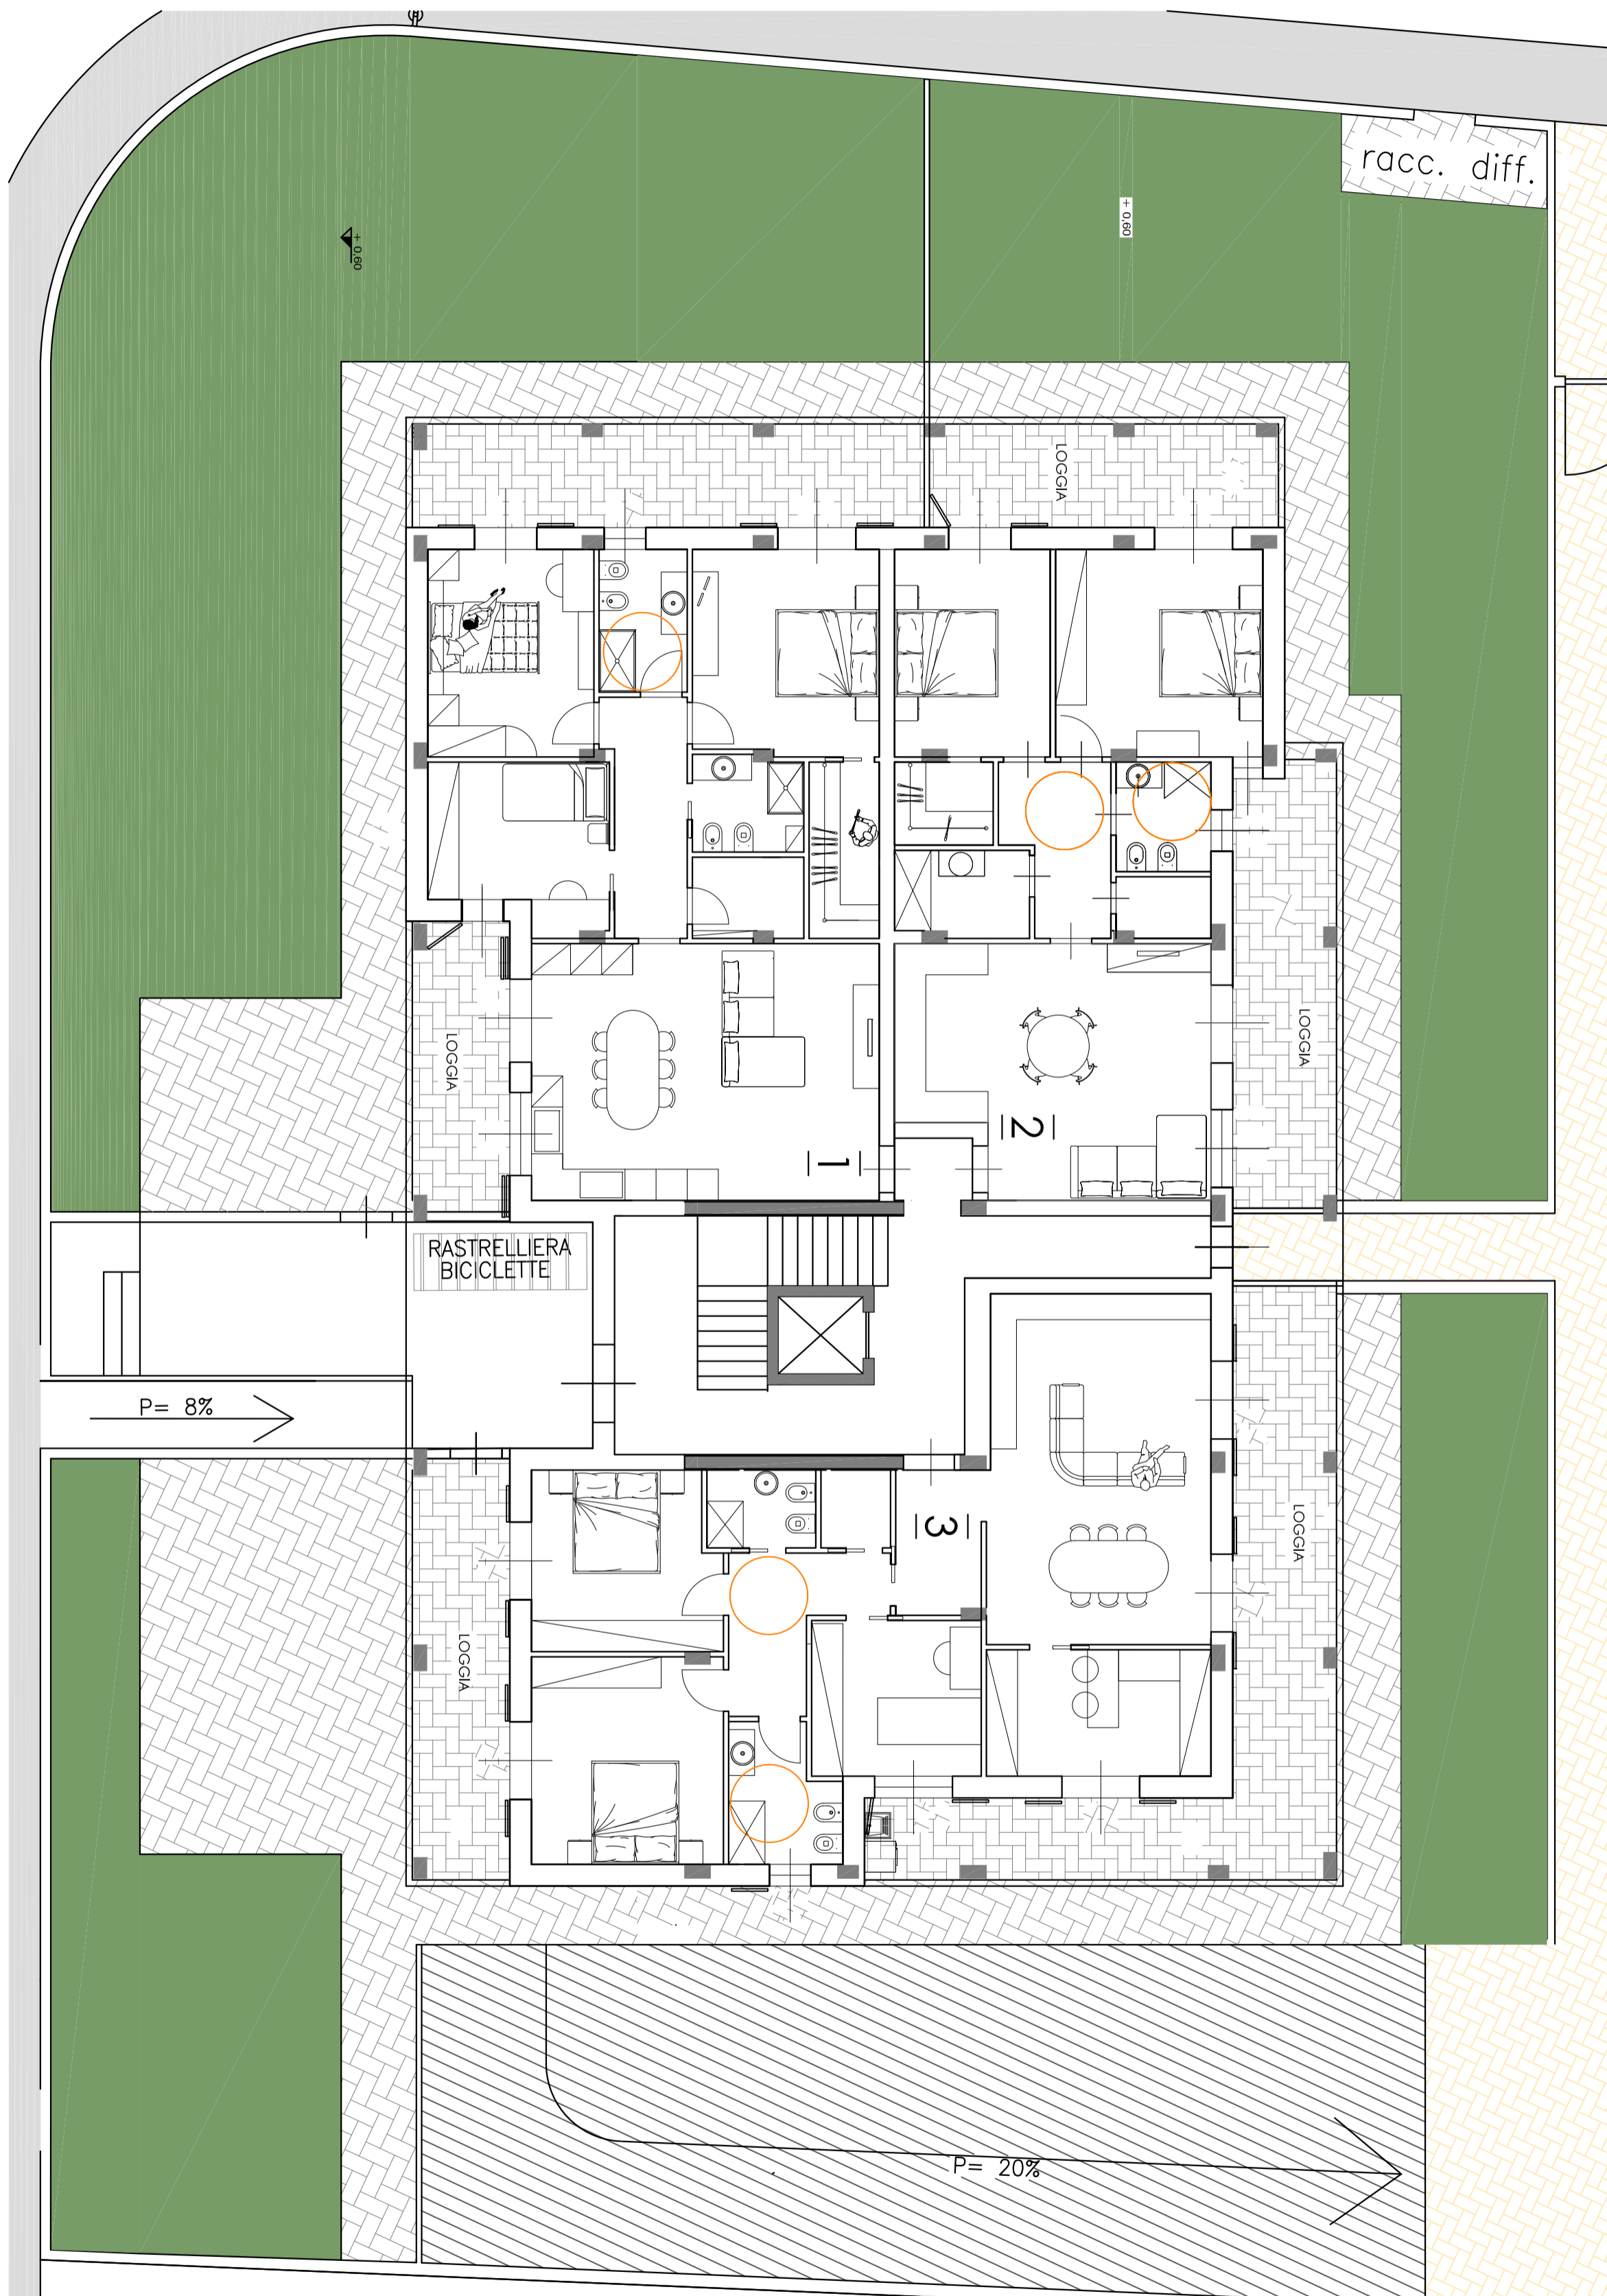 racc. diff.
+ 0,60
+ 0,60
LOGGIA
LOGGIA
LOGGIA
2
1
RASTRELLIERA
BICICLETTE
P= 8%
3
LOGGIA
LOGGIA
P= 20%